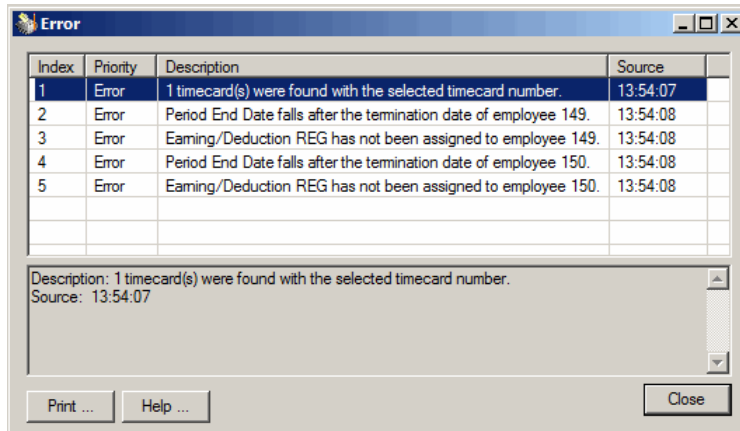 Error
Index Priority Description Source
1 Error 1 timecard(s) were found with the selected timecard number. 13:54:07
2 Error Period End Date falls after the termination date of employee 149. 13:54:08
3 Error Earning/Deduction REG has not been assigned to employee 149. 13:54:08
4 Error Period End Date falls after the termination date of employee 150. 13:54:08
5 Error Earning/Deduction REG has not been assigned to employee 150. 13:54:08
Description: 1 timecard(s) were found with the selected timecard number.
Source: 13:54:07
Print ... Help ... Close